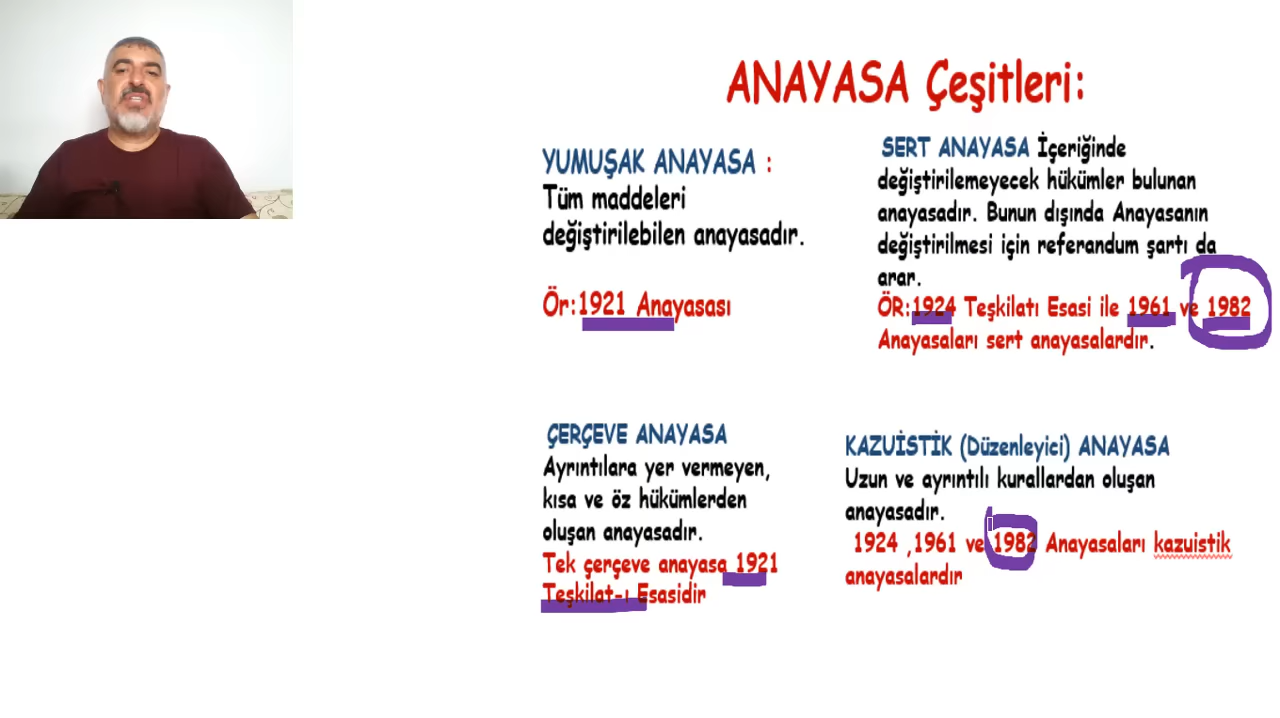 ANAYASA Çeşitleri:
YUMUŞAK ANAYASA :
Tüm maddeleri
değiştirilebilen anayasadır.
Ör:1921 Anayasası
SERT ANAYASA İçeriğinde
değiştirilemeyecek hükümler bulunan
anayasadır. Bunun dışında Anayasanın
değiştirilmesi için referandum şartı da
arar.
ÖR:1924 Teşkilatı Esasi ile 1961 ve 1982
Anayasaları sert anayasalardır.
ÇERÇEVE ANAYASA
Ayrıntılara yer vermeyen,
kısa ve öz hükümlerden
oluşan anayasadır.
Tek çerçeve anayasa 1921
Teşkilat-ı Esasidir
KAZUİSTİK (Düzenleyici) ANAYASA
Uzun ve ayrıntılı kurallardan oluşan
anayasadır.
1924 ,1961 ve 1982 Anayasaları kazuistik
anayasalardır